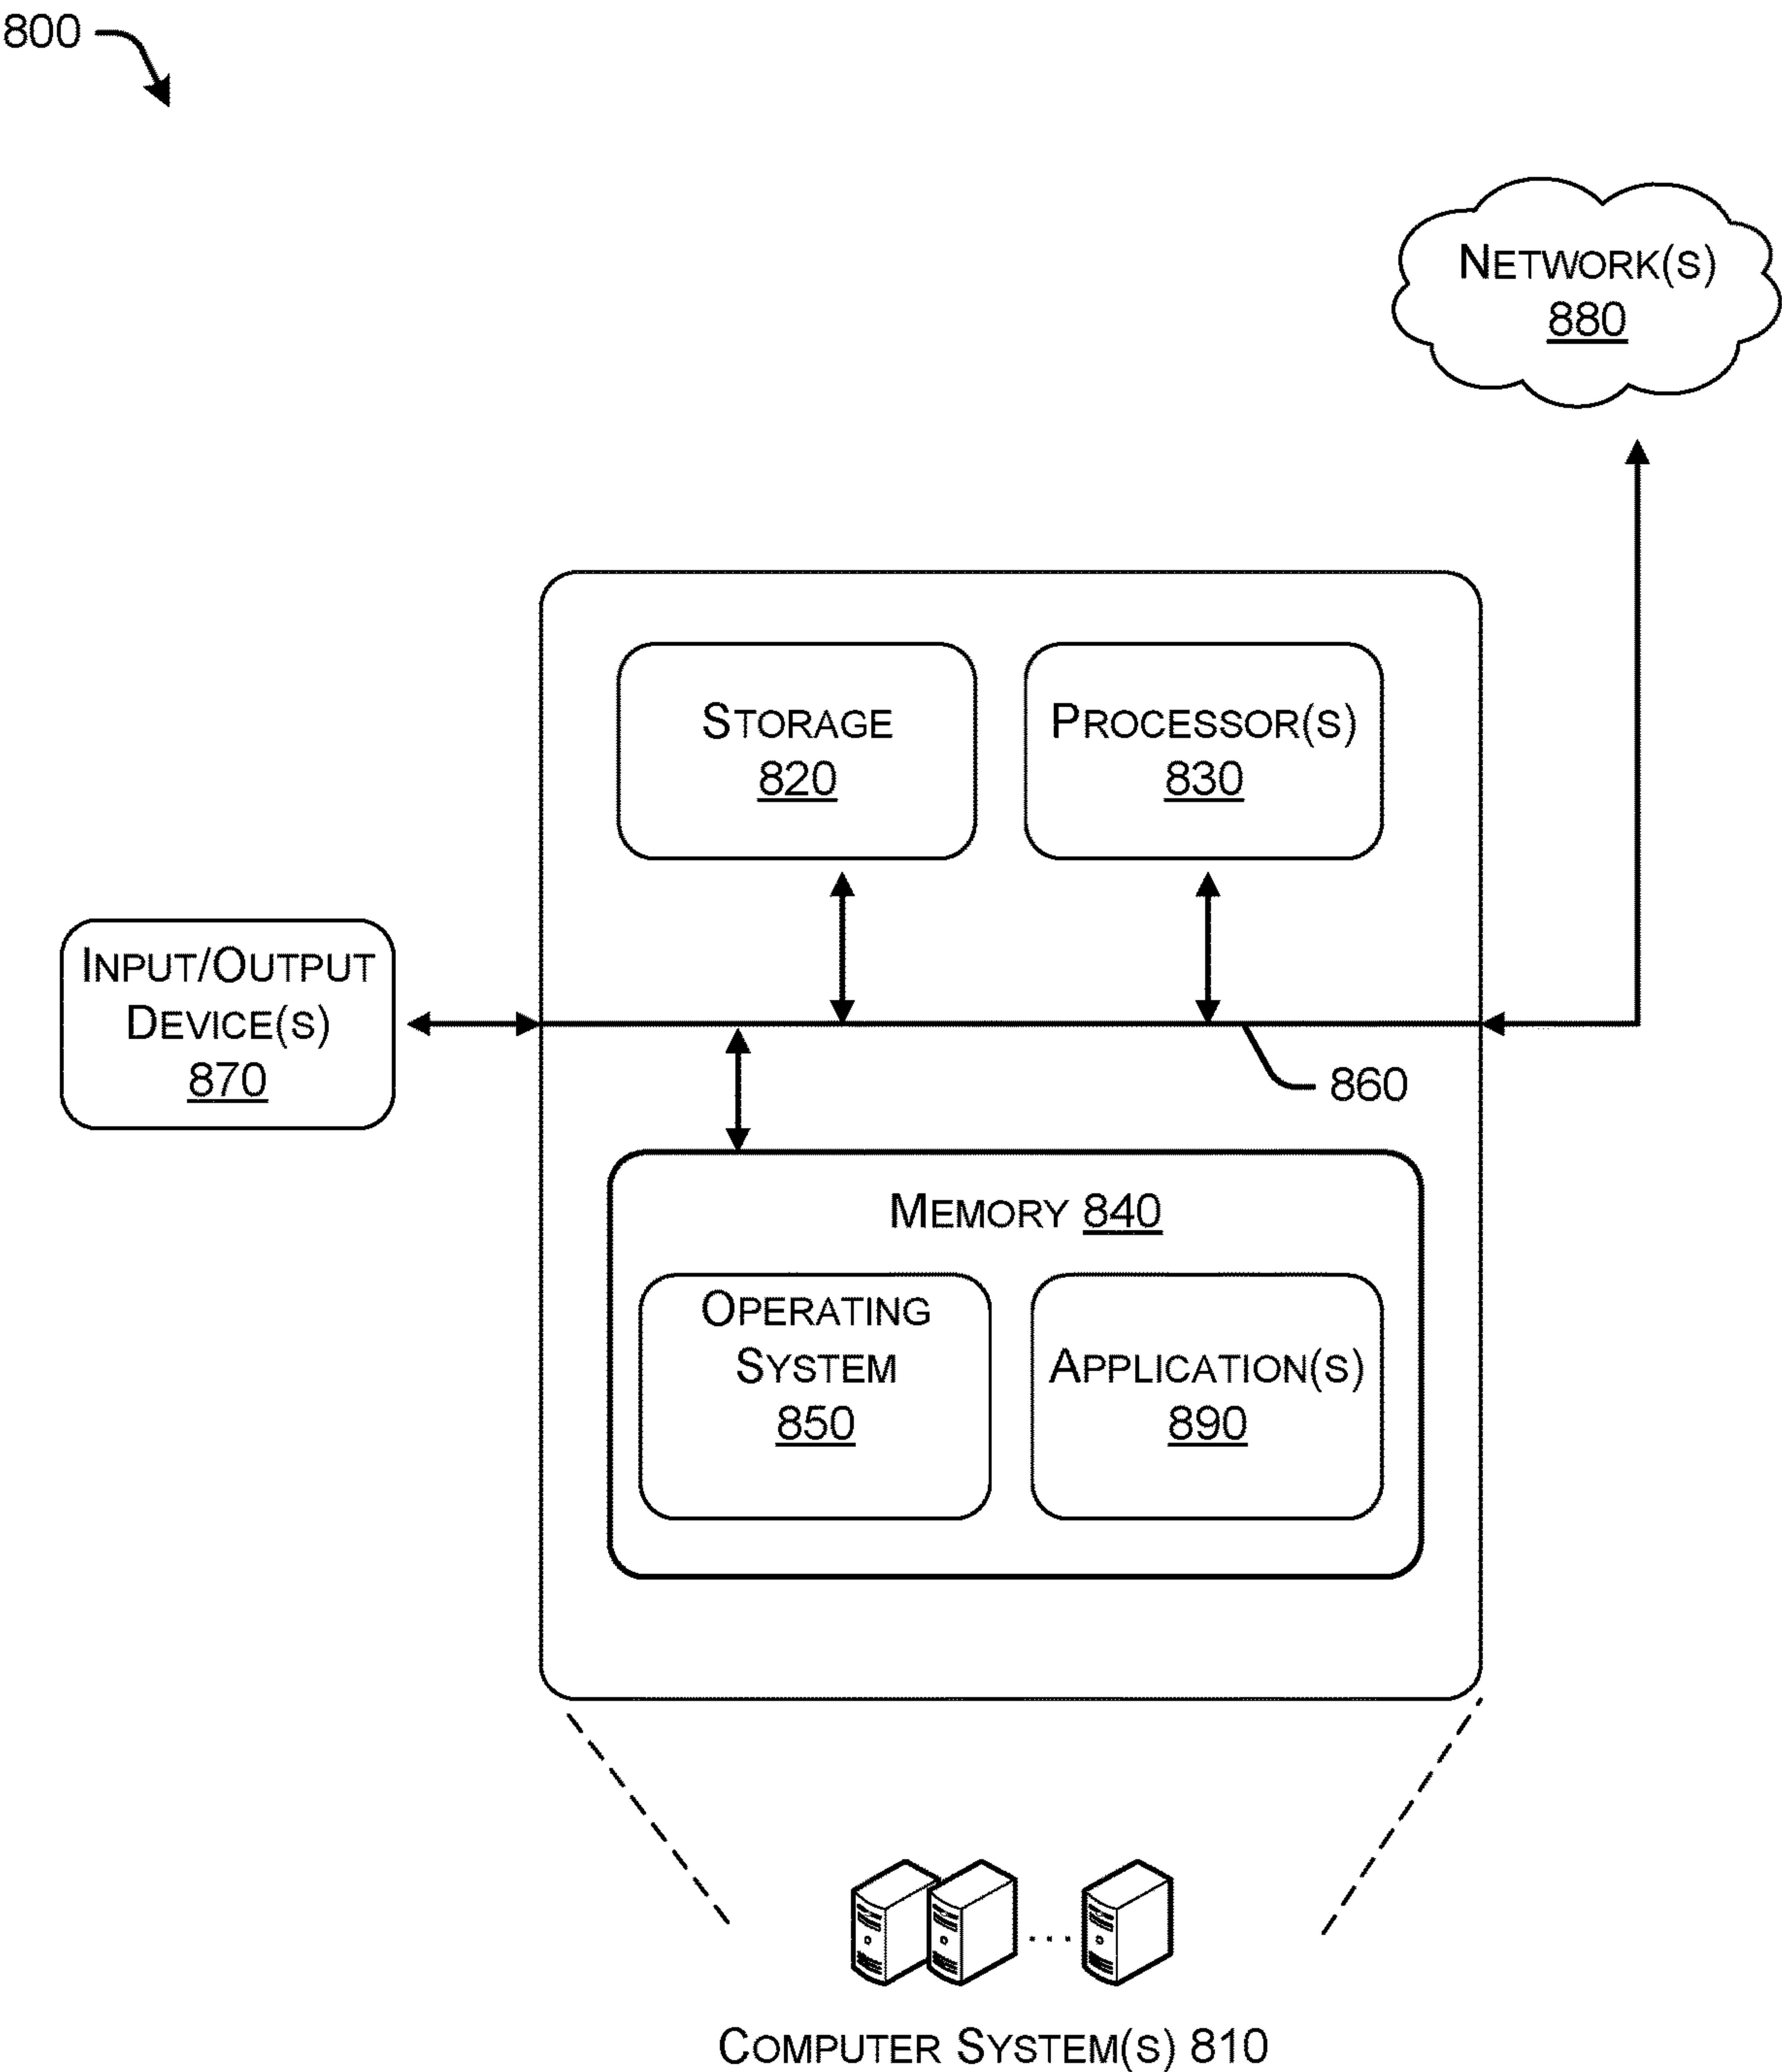 800
NETWORK(S)
880
STORAGE
820
PROCESSOR(S)
830
INPUT/OUTPUT
DEVICE(S)
870
860
MEMORY 840
OPERATING
SYSTEM
850
APPLICATION(S)
890
COMPUTER SYSTEM(S) 810